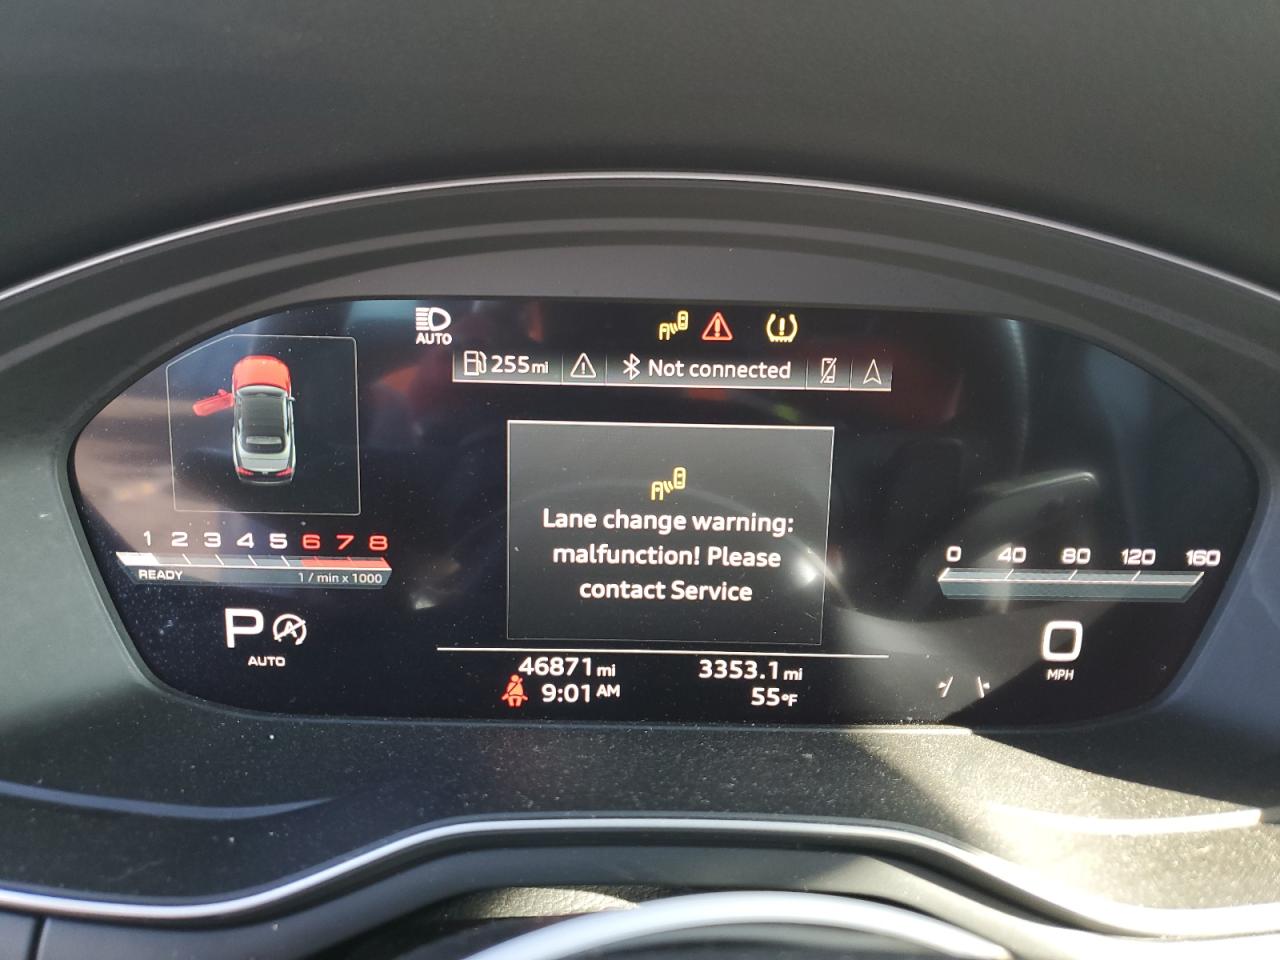 AUTO
255 mi
Not connected
Lane change warning:
malfunction! Please
contact Service
1 2 3 4 5 6 7 8
READY
1 / min x 1000
P
AUTO
0 40 80 120 160
0
MPH
46871 mi
3353.1 mi
9:01 AM
55°F